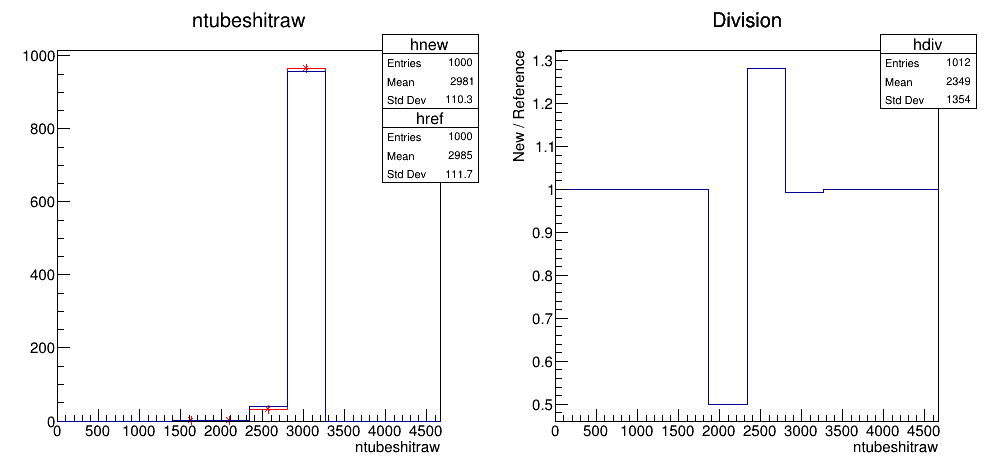 ntubeshitraw
hnew
Entries 1000
Mean 2981
Std Dev 110.3
href
Entries 1000
Mean 2985
Std Dev 111.7
1000
800
600
400
200
0
0 500 1000 1500 2000 2500 3000 3500 4000 4500
ntubeshitraw
Division
hdiv
Entries 1012
Mean 2349
Std Dev 1354
New / Reference
1.3
1.2
1.1
1
0.9
0.8
0.7
0.6
0.5
0 500 1000 1500 2000 2500 3000 3500 4000 4500
ntubeshitraw